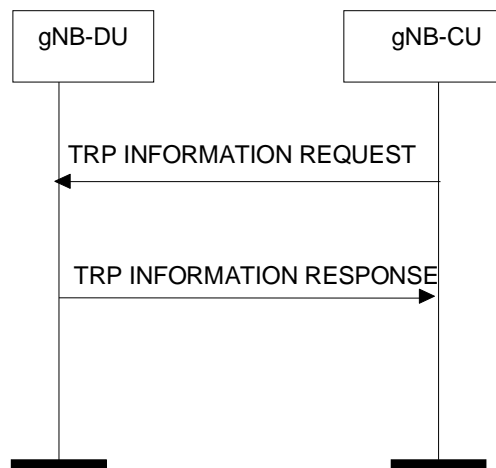 gNB-DU
gNB-CU
TRP INFORMATION REQUEST
TRP INFORMATION RESPONSE